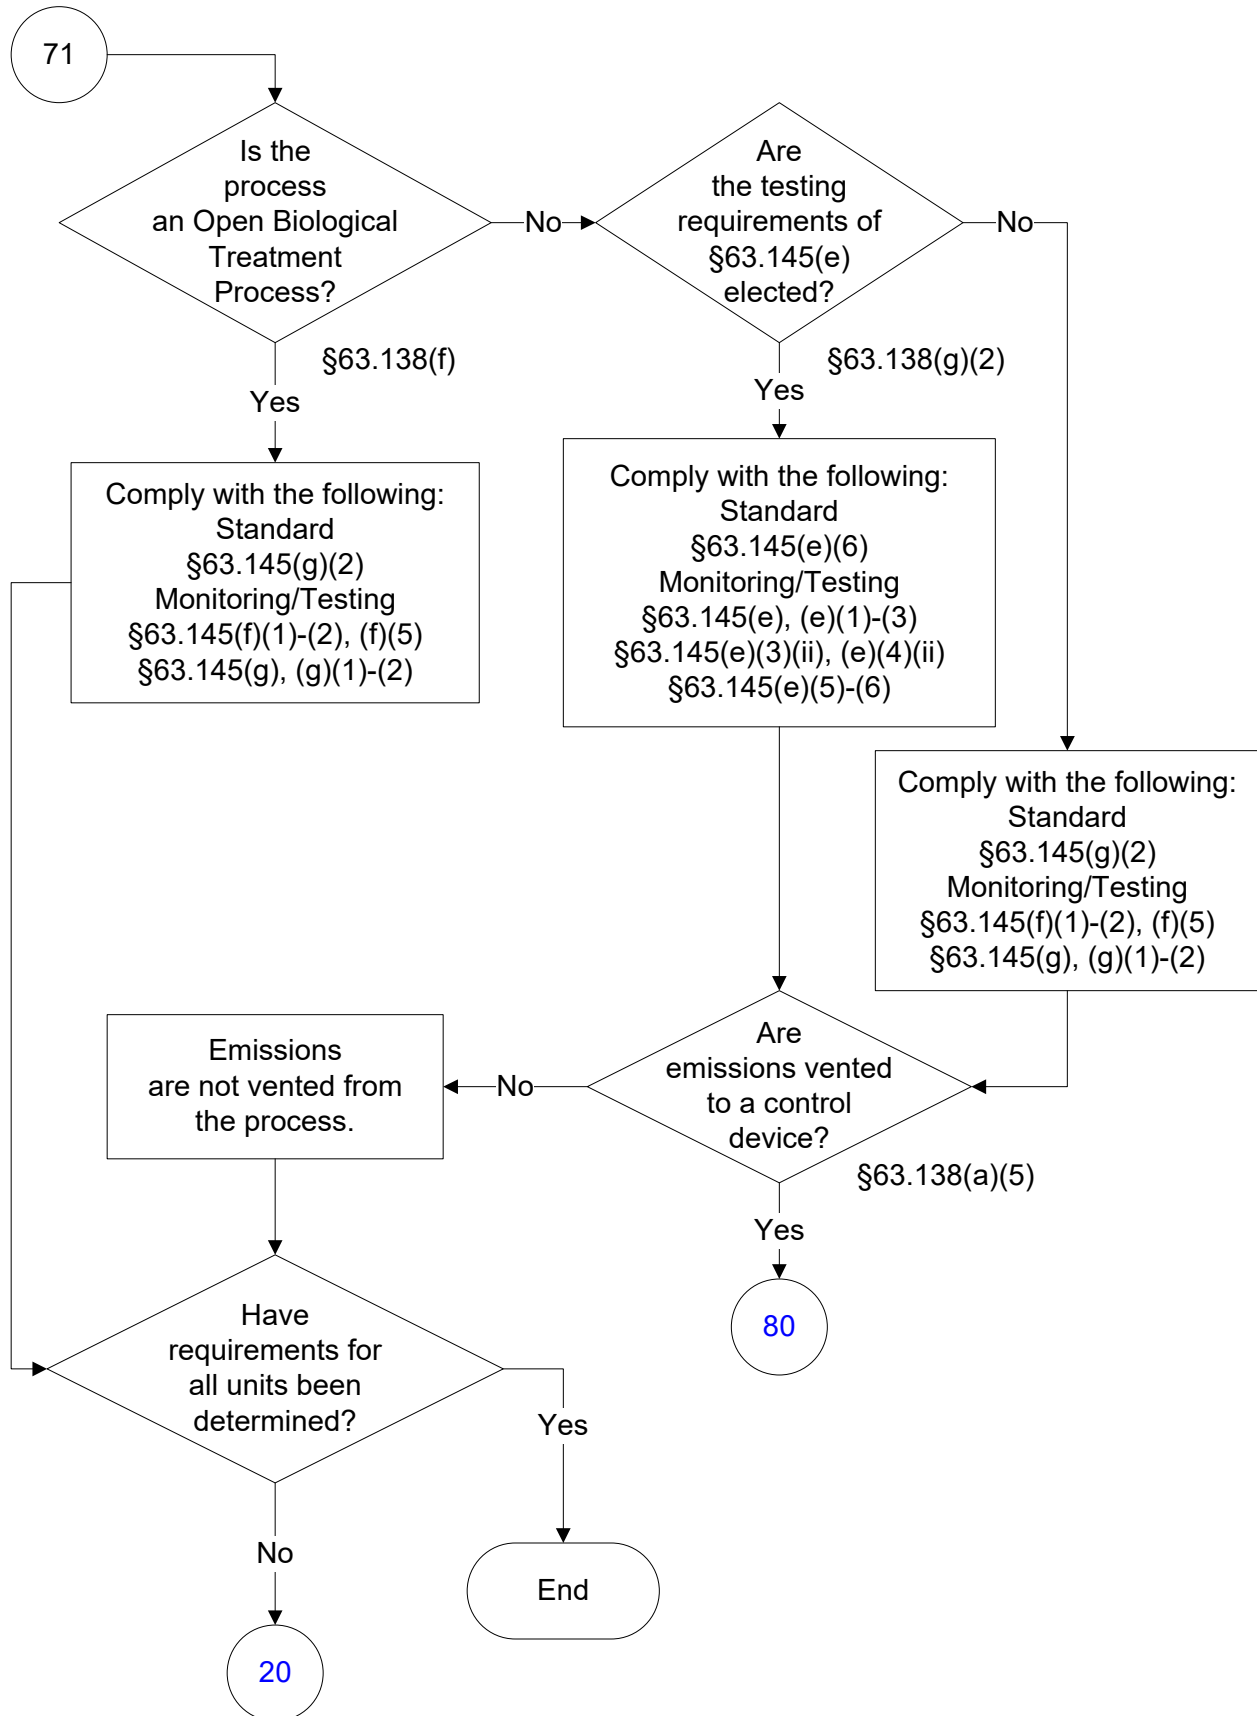 71
Is the
process
an Open Biological
Treatment
Process?
No
Are
the testing
requirements of
§63.145(e)
elected?
No
§63.138(f)
§63.138(g)(2)
Yes
Yes
Comply with the following:
Standard
§63.145(g)(2)
Monitoring/Testing
§63.145(f)(1)-(2), (f)(5)
§63.145(g), (g)(1)-(2)
Comply with the following:
Standard
§63.145(e)(6)
Monitoring/Testing
§63.145(e), (e)(1)-(3)
§63.145(e)(3)(ii), (e)(4)(ii)
§63.145(e)(5)-(6)
Comply with the following:
Standard
§63.145(g)(2)
Monitoring/Testing
§63.145(f)(1)-(2), (f)(5)
§63.145(g), (g)(1)-(2)
Are
emissions vented
to a control
device?
No
Emissions
are not vented from
the process.
§63.138(a)(5)
Yes
80
Have
requirements for
all units been
determined?
Yes
No
End
20